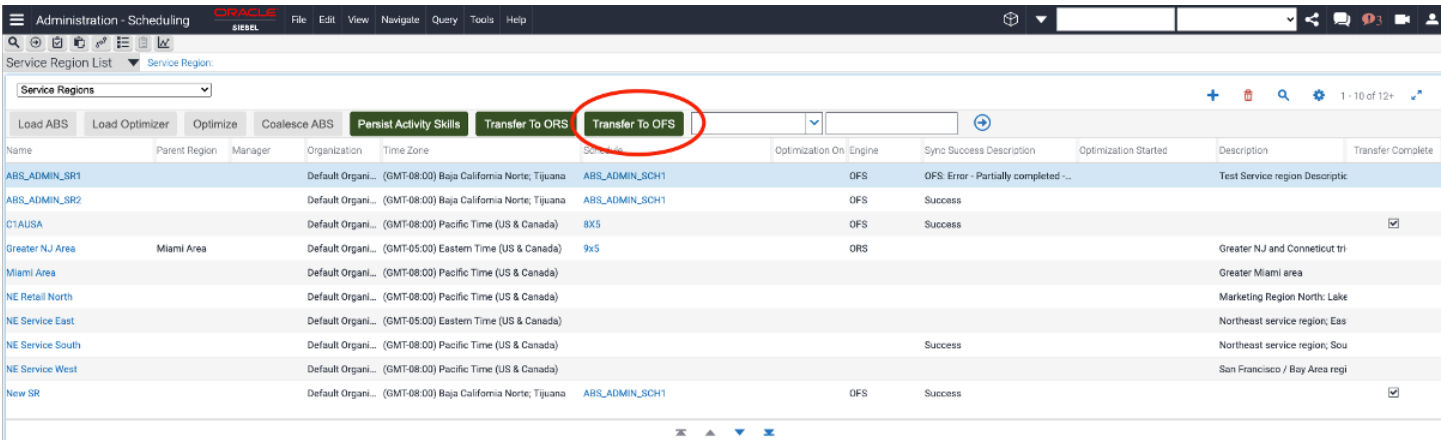 Administration - Scheduling ORACLE SIEBEL File Edit View Navigate Query Tools Help 3
Service Region List Service Region:
Service Regions 1 - 10 of 12+
Load ABS Load Optimizer Optimize Coalesce ABS Persist Activity Skills Transfer To ORS Transfer To OFS
Name Parent Region Manager Organization Time Zone Schedule Optimization On Engine Sync Success Description Optimization Started Description Transfer Complete
ABS_ADMIN_SR1 Default Organi... (GMT-08:00) Baja California Norte; Tijuana ABS_ADMIN_SCH1 OFS OFS: Error - Partially completed -... Test Service region Descriptic
ABS_ADMIN_SR2 Default Organi... (GMT-08:00) Baja California Norte; Tijuana ABS_ADMIN_SCH1 OFS Success
C1AUSA Default Organi... (GMT-08:00) Pacific Time (US & Canada) 8X5 OFS Success
Greater NJ Area Miami Area Default Organi... (GMT-05:00) Eastern Time (US & Canada) 9x5 ORS Greater NJ and Conneticut tri-
Miami Area Default Organi... (GMT-08:00) Pacific Time (US & Canada) Greater Miami area
NE Retail North Default Organi... (GMT-08:00) Pacific Time (US & Canada) Marketing Region North: Lake
NE Service East Default Organi... (GMT-05:00) Eastern Time (US & Canada) Northeast service region; Eas
NE Service South Default Organi... (GMT-08:00) Pacific Time (US & Canada) Success Northeast service region; Sou
NE Service West Default Organi... (GMT-08:00) Pacific Time (US & Canada) San Francisco / Bay Area regi
New SR Default Organi... (GMT-08:00) Baja California Norte; Tijuana ABS_ADMIN_SCH1 OFS Success